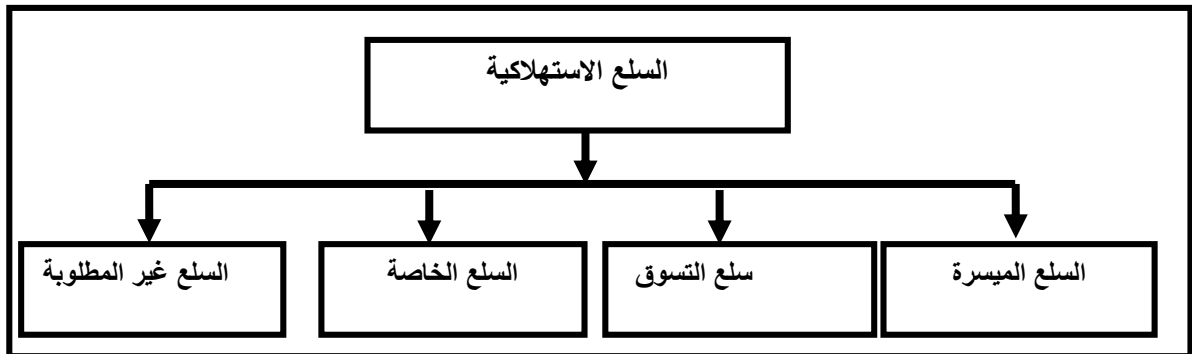 السلع الاستهلاكية
السلع الميسرة
سلع التسوق
السلع الخاصة
السلع غير المطلوبة